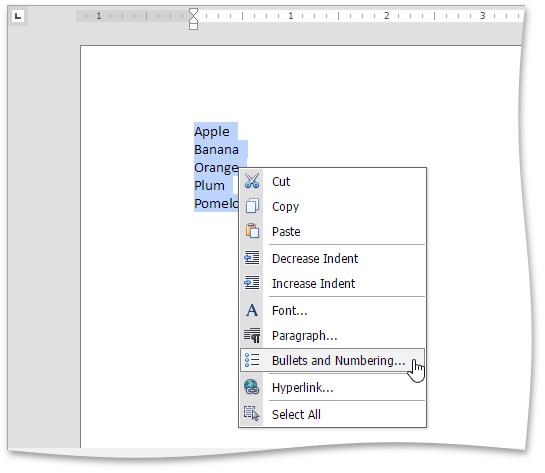 1 1 2 3
Apple
Banana
Orange
Plum
Pomelo
Cut
Copy
Paste
Decrease Indent
Increase Indent
Font...
Paragraph...
Bullets and Numbering...
Hyperlink...
Select All